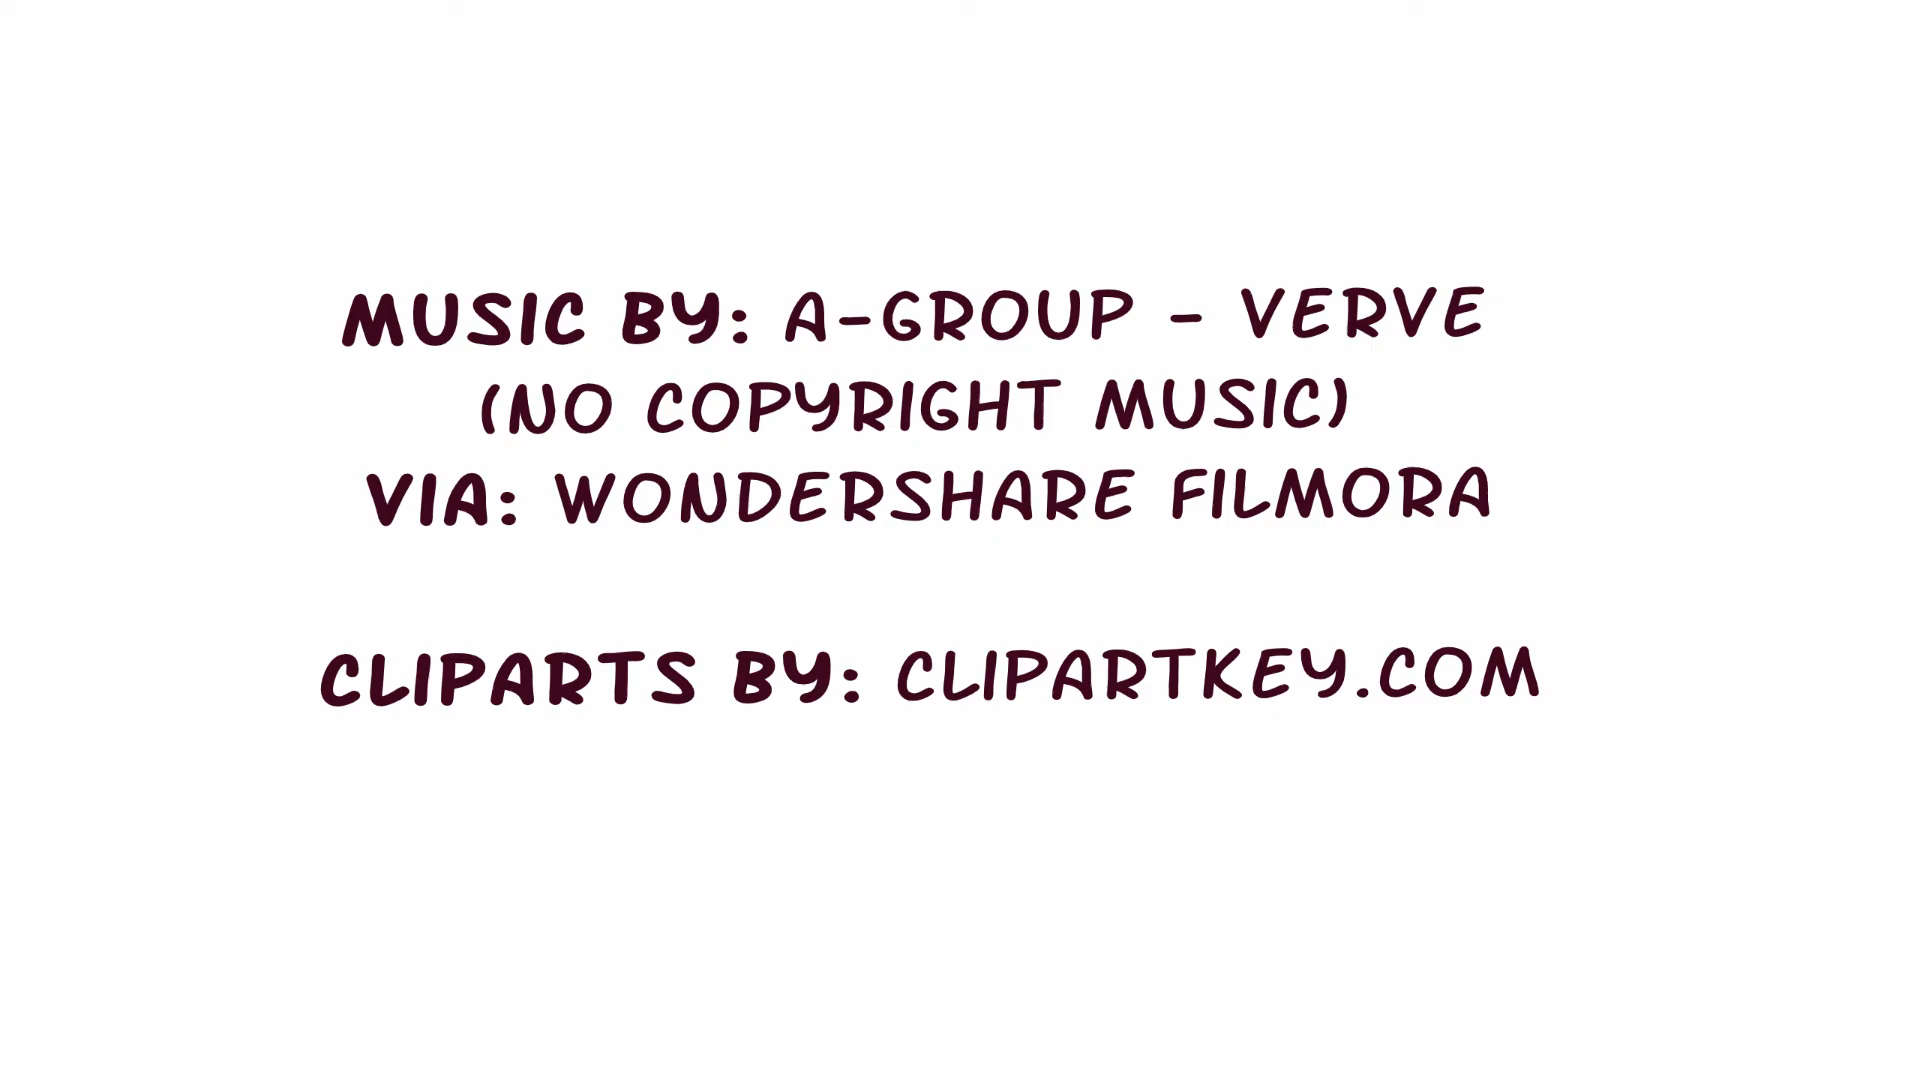 MUSIC BY: A-GROUP - VERVE
(NO COPYRIGHT MUSIC)
VIA: WONDERSHARE FILMORA
CLIPARTS BY: CLIPARTKEY.COM